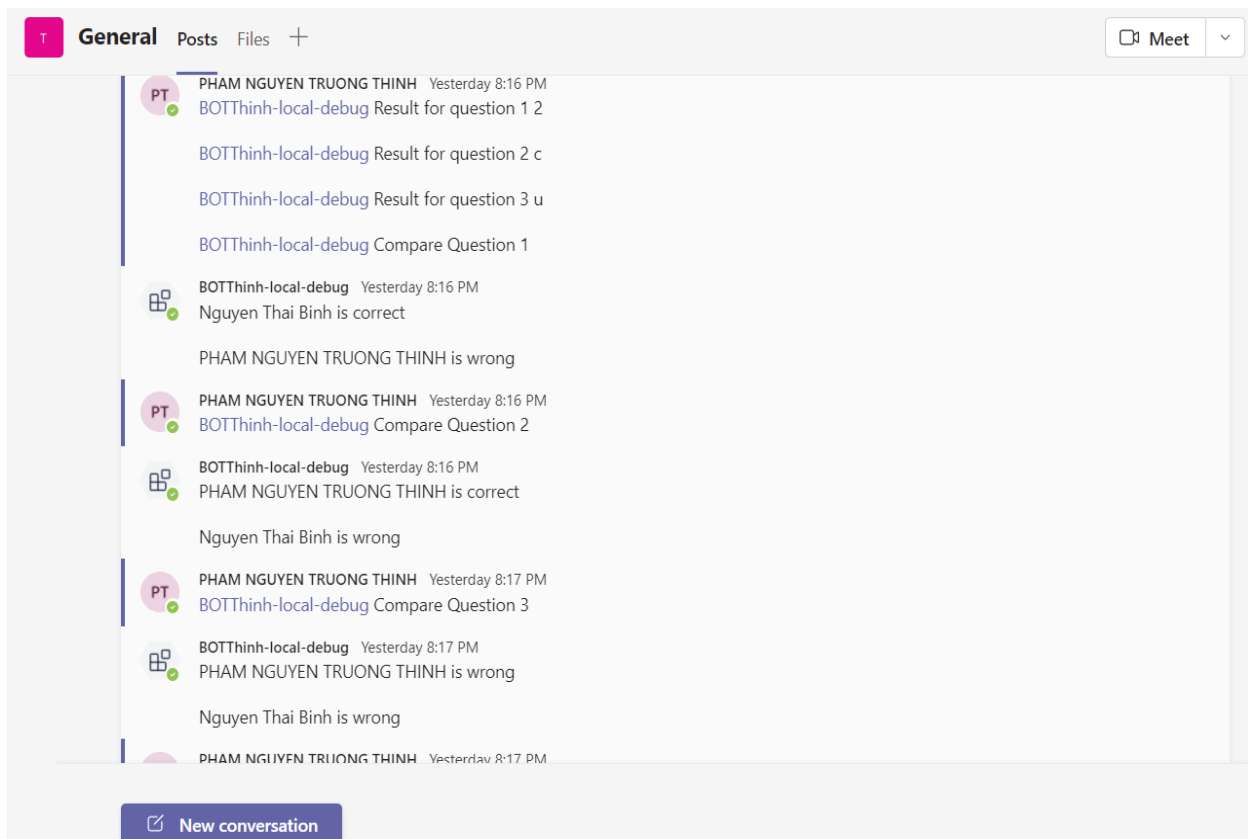 T General Posts Files Meet
PHAM NGUYEN TRUONG THINH Yesterday 8:16 PM
PT
BOTThinh-local-debug Result for question 1 2
BOTThinh-local-debug Result for question 2 c
BOTThinh-local-debug Result for question 3 u
BOTThinh-local-debug Compare Question 1
BOTThinh-local-debug Yesterday 8:16 PM
Nguyen Thai Binh is correct
PHAM NGUYEN TRUONG THINH is wrong
PHAM NGUYEN TRUONG THINH Yesterday 8:16 PM
PT
BOTThinh-local-debug Compare Question 2
BOTThinh-local-debug Yesterday 8:16 PM
PHAM NGUYEN TRUONG THINH is correct
Nguyen Thai Binh is wrong
PHAM NGUYEN TRUONG THINH Yesterday 8:17 PM
PT
BOTThinh-local-debug Compare Question 3
BOTThinh-local-debug Yesterday 8:17 PM
PHAM NGUYEN TRUONG THINH is wrong
Nguyen Thai Binh is wrong
PHAM NGUYEN TRUONG THINH Yesterday 8:17 PM
New conversation